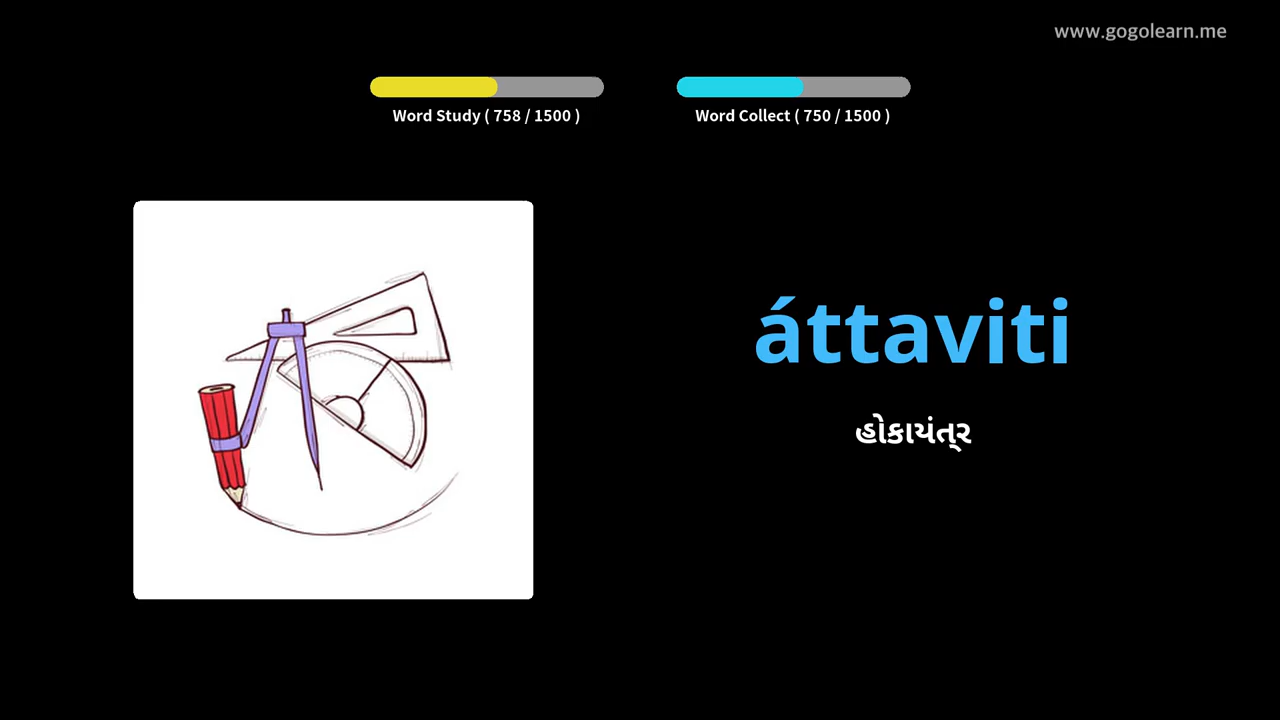 www.gogolearn.me
Word Study ( 758 / 1500 )
Word Collect ( 750 / 1500 )
áttaviti
હોકાયંત્ર